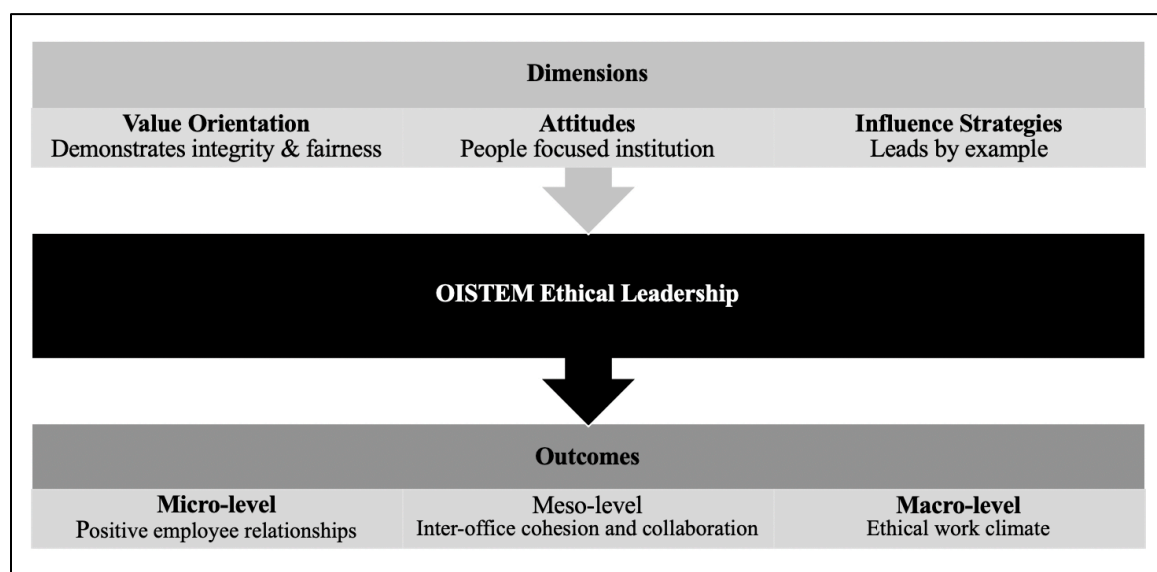 Dimensions
Value Orientation
Demonstrates integrity & fairness
Attitudes
People focused institution
Influence Strategies
Leads by example
OISTEM Ethical Leadership
Outcomes
Micro-level
Positive employee relationships
Meso-level
Inter-office cohesion and collaboration
Macro-level
Ethical work climate